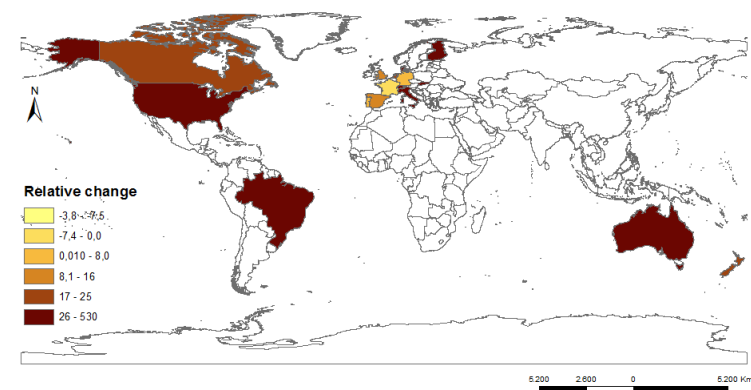 N
Relative change
-3,8 - -7,5
-7,4 - 0,0
0,010 - 8,0
8,1 - 16
17 - 25
26 - 530
5.200 2.600 0 5.200 Km